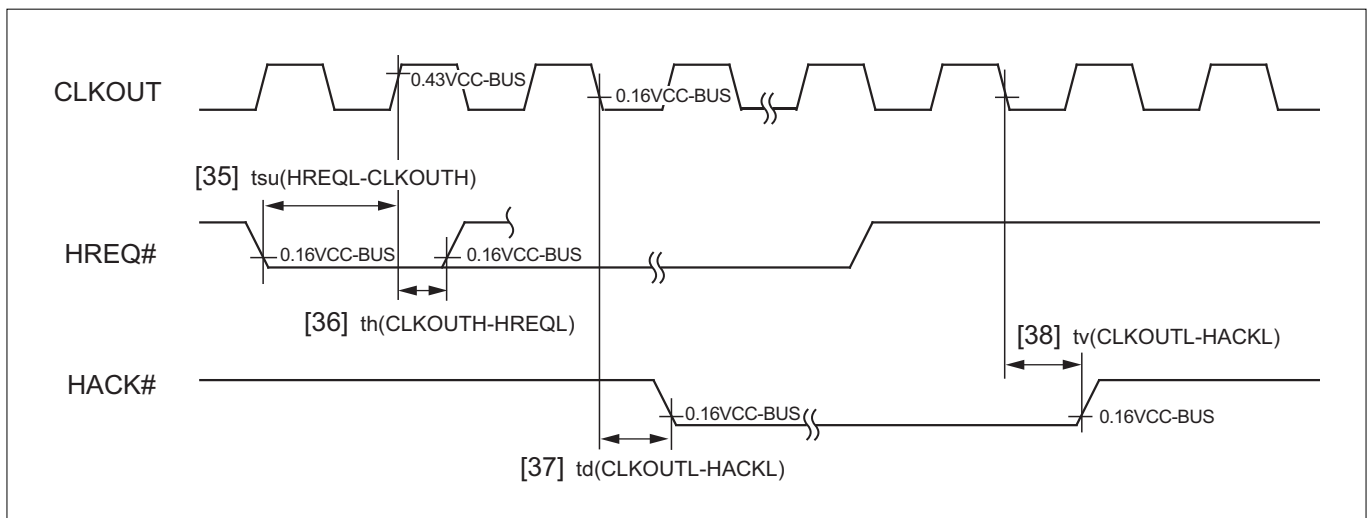 CLKOUT
0.43VCC-BUS
0.16VCC-BUS
[35] tsu(HREQL-CLKOUTH)
HREQ#
0.16VCC-BUS
0.16VCC-BUS
[36] th(CLKOUTH-HREQL)
[38] tv(CLKOUTL-HACKL)
HACK#
0.16VCC-BUS
0.16VCC-BUS
[37] td(CLKOUTL-HACKL)